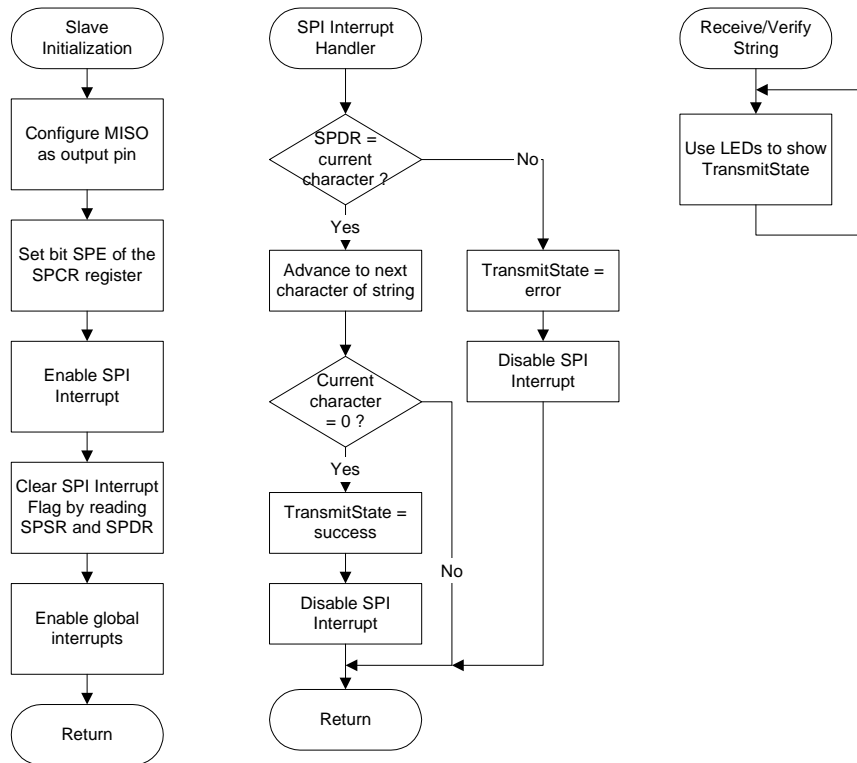 Slave
Initialization
Configure MISO
as output pin
Set bit SPE of the
SPCR register
Enable SPI
Interrupt
Clear SPI Interrupt
Flag by reading
SPSR and SPDR
Enable global
interrupts
Return
SPI Interrupt
Handler
SPDR =
current
character ?
No
Yes
Advance to next
character of string
TransmitState =
error
Disable SPI
Interrupt
Current
character
= 0 ?
Yes
TransmitState =
success
No
Disable SPI
Interrupt
Return
Receive/Verify
String
Use LEDs to show
TransmitState